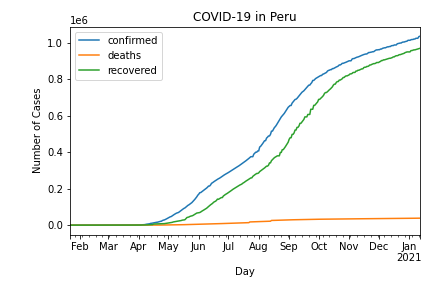 COVID-19 in Peru
1e6
confirmed
deaths
recovered
1.0
0.8
0.6
0.4
0.2
0.0
Number of Cases
Feb Mar Apr May Jun Jul Aug Sep Oct Nov Dec Jan
2021
Day